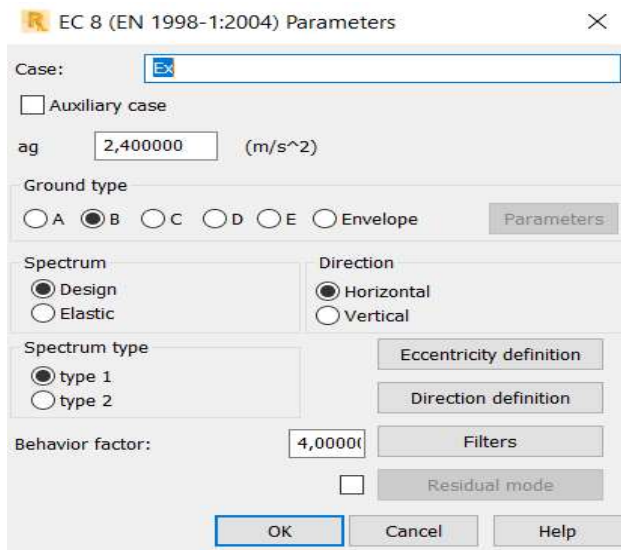 EC 8 (EN 1998-1:2004) Parameters
Case: Ex
Auxiliary case
ag 2,400000 (m/s^2)
Ground type
A B C D E Envelope Parameters
Spectrum
Design
Elastic
Direction
Horizontal
Vertical
Spectrum type
type 1
type 2
Eccentricity definition
Direction definition
Behavior factor: 4,0000( Filters
Residual mode
OK Cancel Help